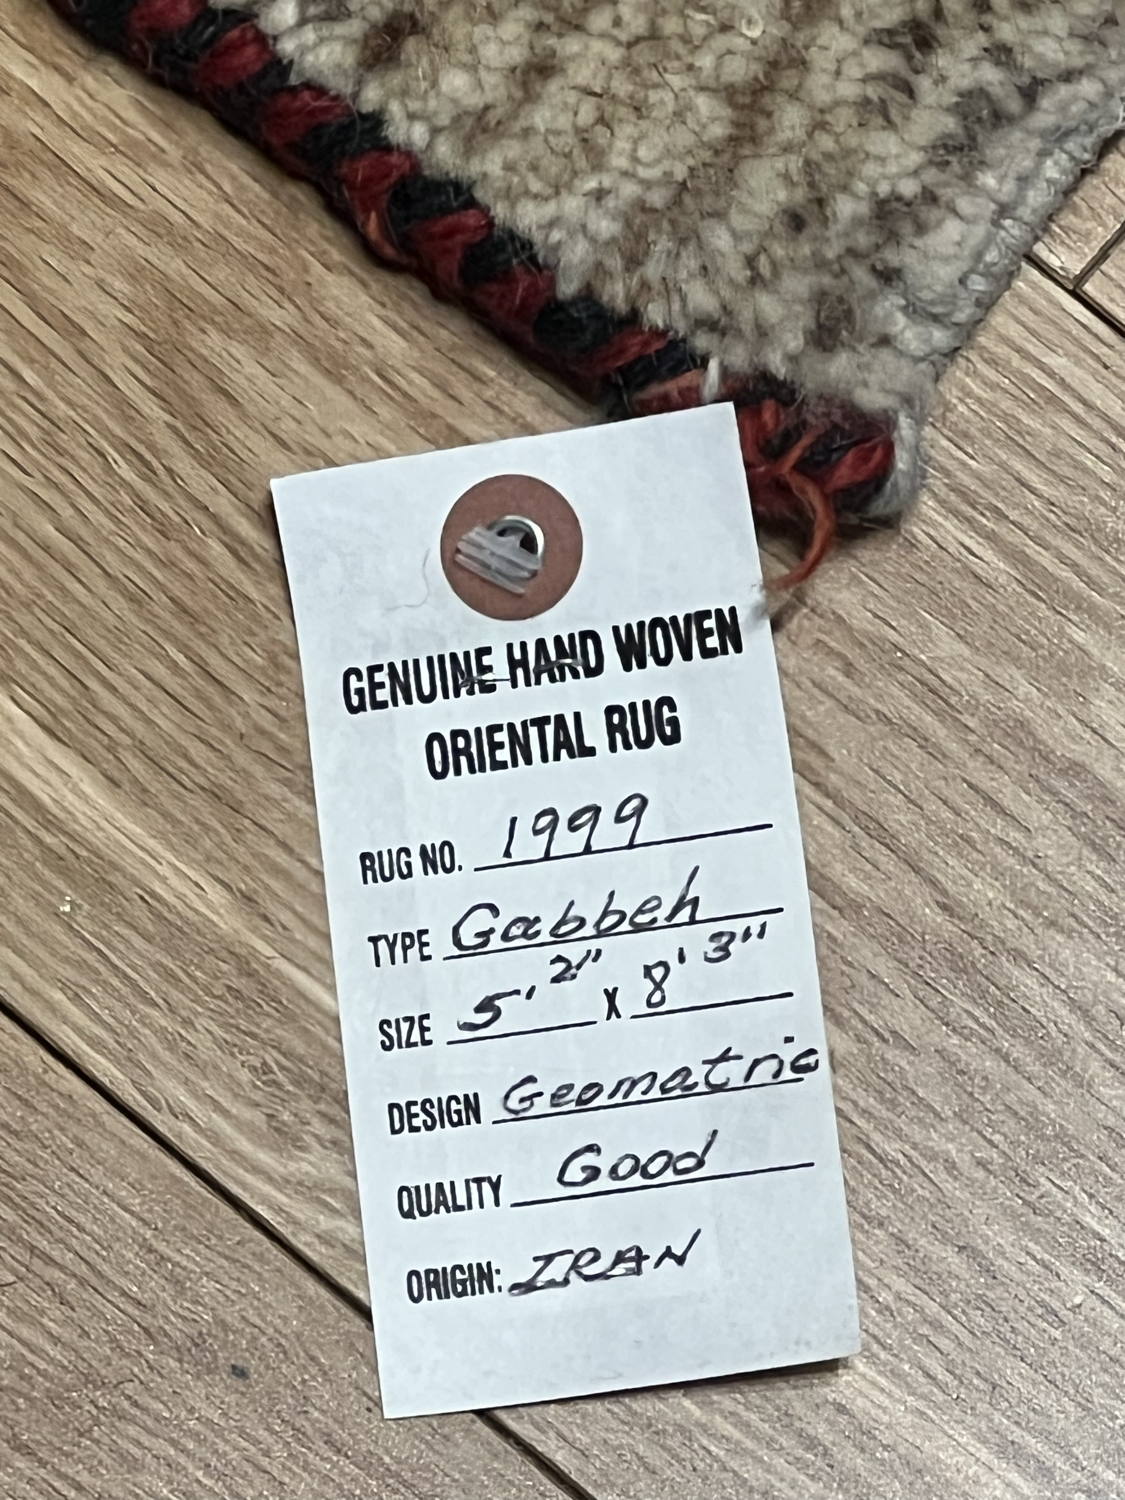 GENUINE HAND WOVEN
ORIENTAL RUG
RUG NO. 1999
TYPE Gabbeh
SIZE 5' 2" X 8' 3"
DESIGN Geomatric
QUALITY Good
ORIGIN: IRAN